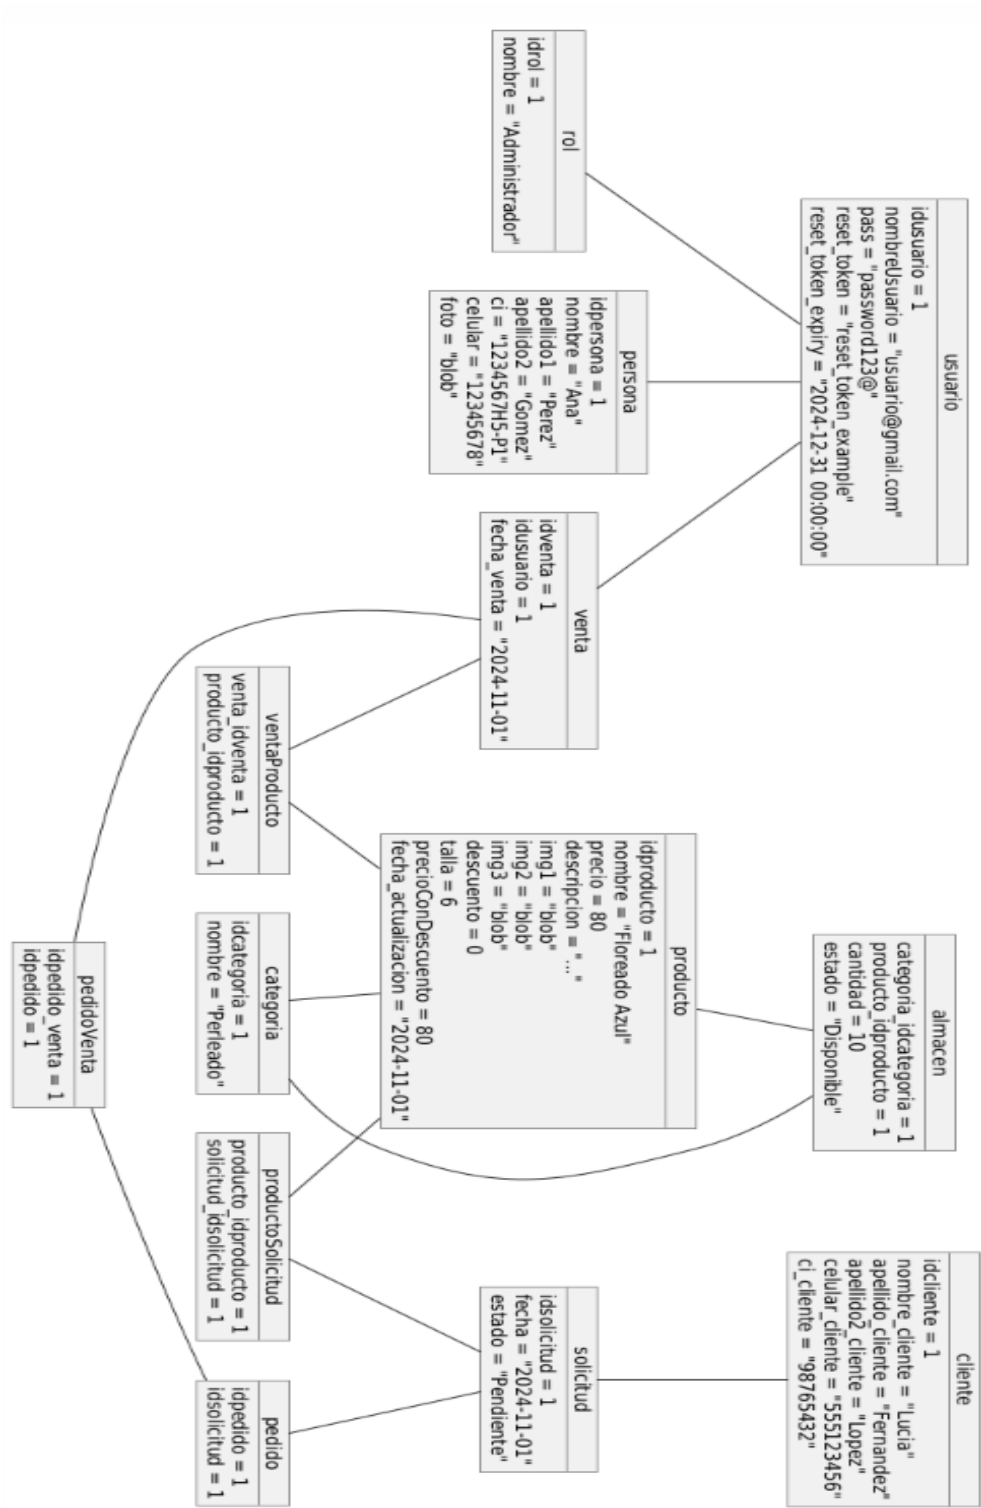 usuario
idusuario = 1
nombreUsuario = "usuario@gmail.com"
pass = "password123@"
reset_token = "reset_token_example"
reset_token_expiry = "2024-12-31 00:00:00"
almacen
categoria_idcategoria = 1
producto_idproducto = 1
cantidad = 10
estado = "Disponible"
cliente
idcliente = 1
nombre_cliente = "Lucia"
apellido_cliente = "Fernandez"
apellido2_cliente = "Lopez"
celular_cliente = "555123456"
ci_cliente = "98765432"
rol
idrol = 1
nombre = "Administrador"
persona
idpersona = 1
nombre = "Ana"
apellido1 = "Perez"
apellido2 = "Gomez"
ci = "1234567H5-P1"
celular = "12345678"
foto = "blob"
venta
idventa = 1
idusuario = 1
fecha_venta = "2024-11-01"
producto
idproducto = 1
nombre = "Floreado Azul"
precio = 80
descripcion = " ... "
img1 = "blob"
img2 = "blob"
img3 = "blob"
descuento = 0
talla = 6
precioConDescuento = 80
fecha_actualizacion = "2024-11-01"
solicitud
idsolicitud = 1
fecha = "2024-11-01"
estado = "Pendiente"
ventaProducto
venta_idventa = 1
producto_idproducto = 1
categoria
idcategoria = 1
nombre = "Perleado"
productoSolicitud
producto_idproducto = 1
solicitud_idsolicitud = 1
pedido
idpedido = 1
idsolicitud = 1
pedidoVenta
idpedido_venta = 1
idpedido = 1